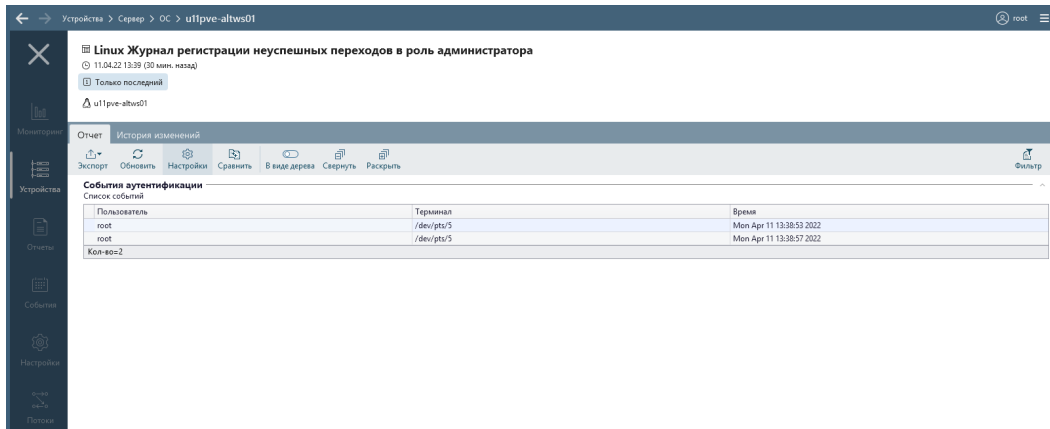 Устройства > Сервер > ОС > u11pve-altws01
root
Linux Журнал регистрации неуспешных переходов в роль администратора
11.04.22 13:39 (30 мин. назад)
Только последний
u11pve-altws01
Мониторинг
Устройства
Отчеты
События
Настройки
Потоки
Отчет История изменений
Экспорт Обновить Настройки Сравнить В виде дерева Свернуть Раскрыть Фильтр
События аутентификации
Список событий
Пользователь Терминал Время
root /dev/pts/5 Mon Apr 11 13:38:53 2022
root /dev/pts/5 Mon Apr 11 13:38:57 2022
Кол-во=2